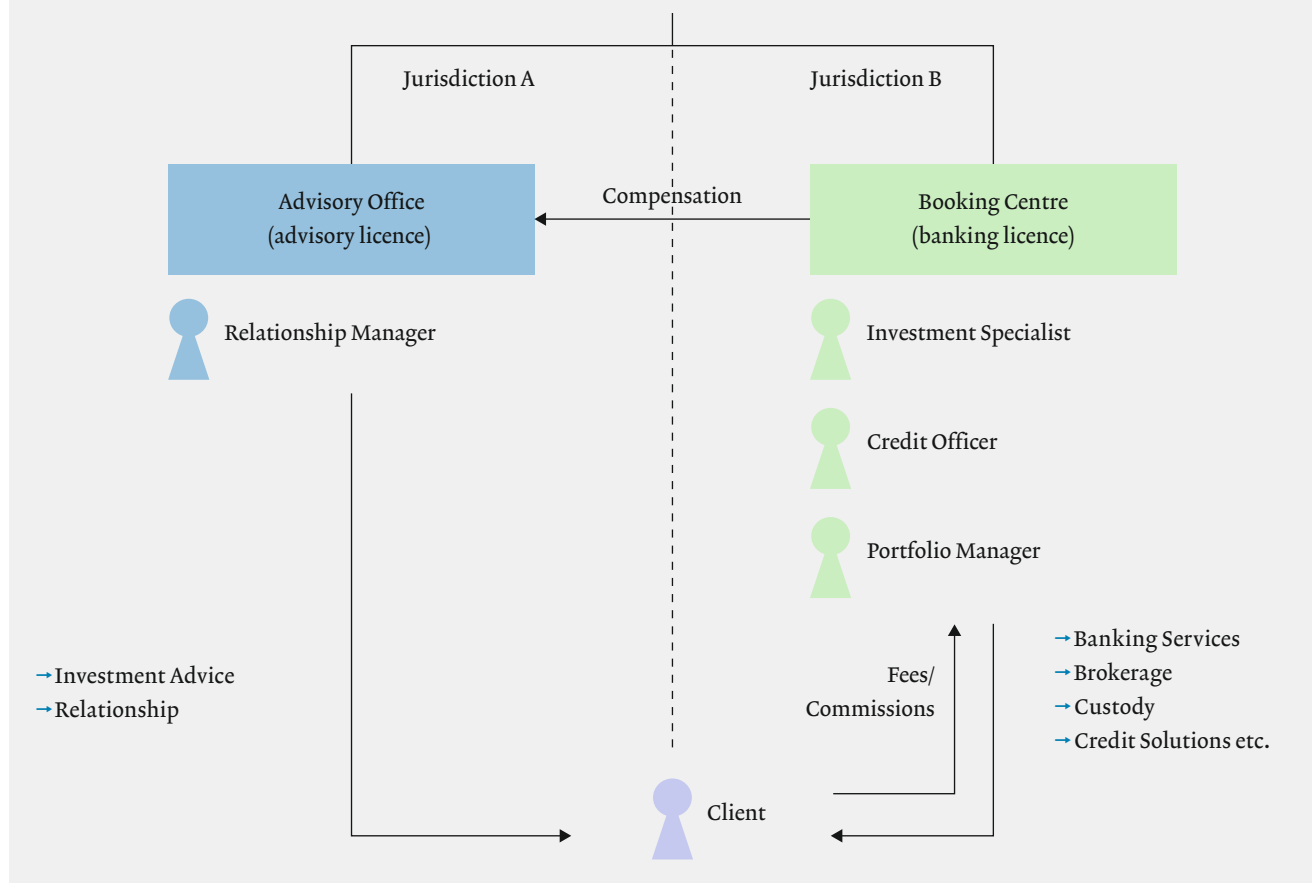 Jurisdiction A
Jurisdiction B
Advisory Office
(advisory licence)
Compensation
Booking Centre
(banking licence)
Relationship Manager
Investment Specialist
Credit Officer
Portfolio Manager
→ Investment Advice
→ Relationship
Fees/
Commissions
→ Banking Services
→ Brokerage
→ Custody
→ Credit Solutions etc.
Client